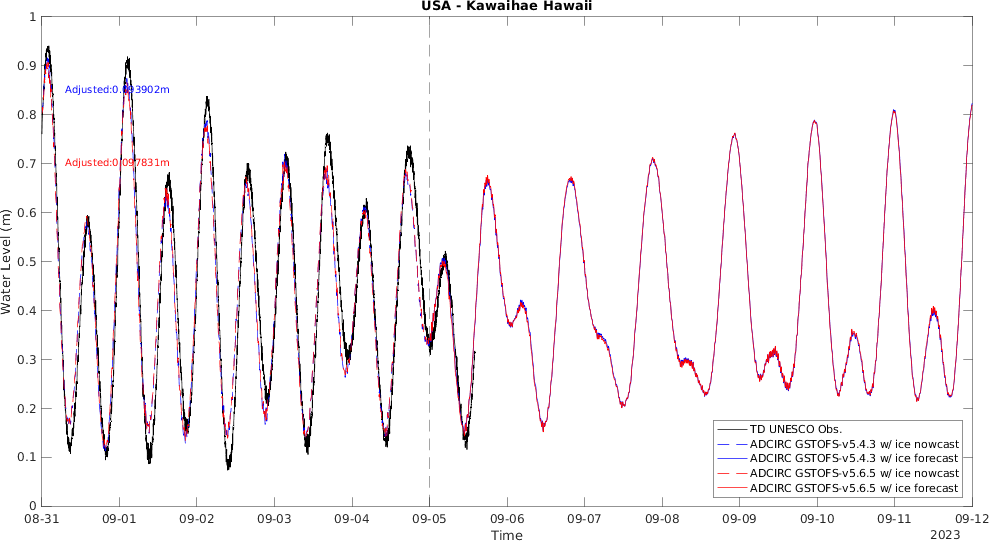 USA - Kawaihae Hawaii
1
0.9
0.8
0.7
0.6
0.5
0.4
0.3
0.2
0.1
0
Water Level (m)
Adjusted:0.093902m
Adjusted:0.097831m
TD UNESCO Obs.
ADCIRC GSTOFS-v5.4.3 w/ ice nowcast
ADCIRC GSTOFS-v5.4.3 w/ ice forecast
ADCIRC GSTOFS-v5.6.5 w/ ice nowcast
ADCIRC GSTOFS-v5.6.5 w/ ice forecast
08-31 09-01 09-02 09-03 09-04 09-05 09-06 09-07 09-08 09-09 09-10 09-11 09-12
Time
2023